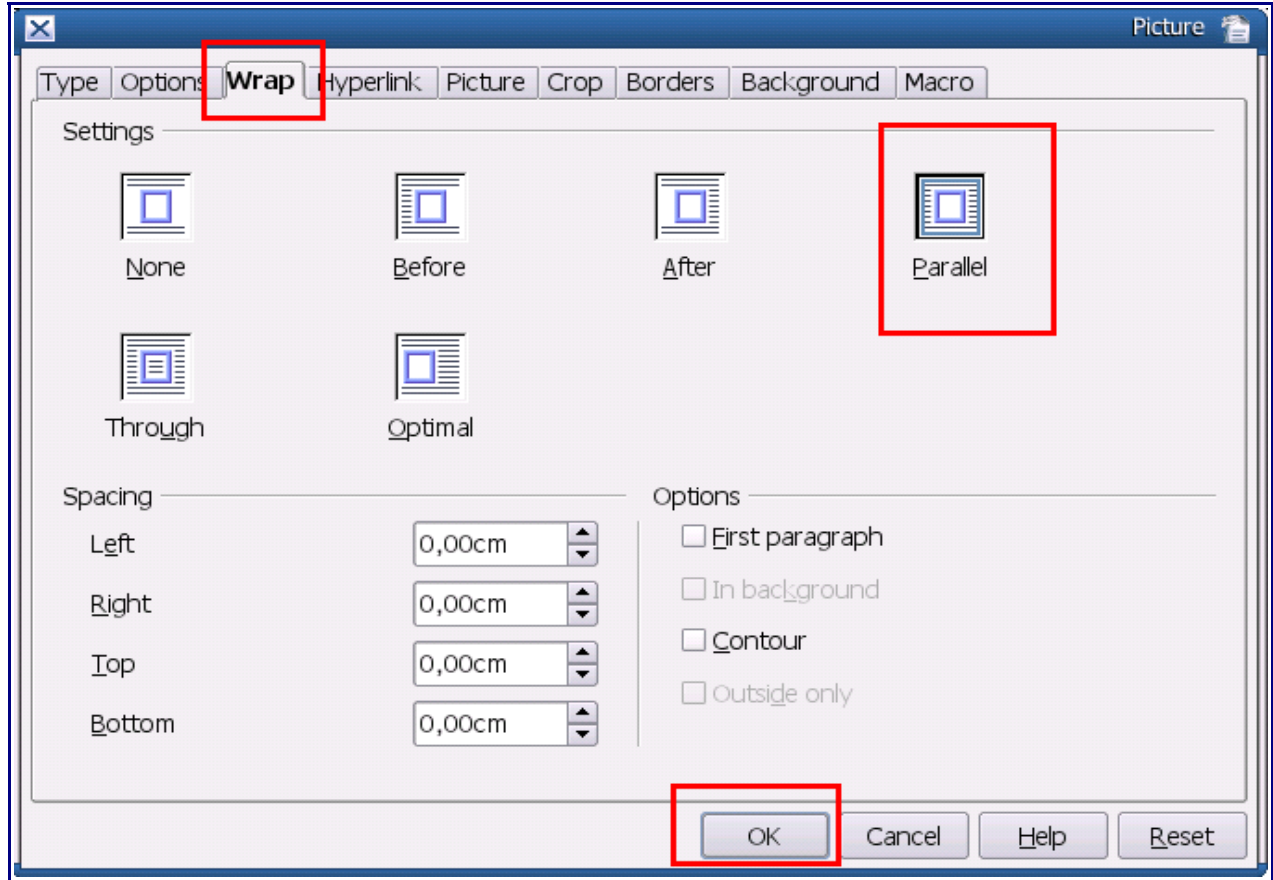 Picture
Type Options Wrap Hyperlink Picture Crop Borders Background Macro
Settings
None Before After Parallel
Through Optimal
Spacing Options
Left 0,00cm First paragraph
Right 0,00cm In background
Top 0,00cm Contour
Bottom 0,00cm Outside only
OK Cancel Help Reset